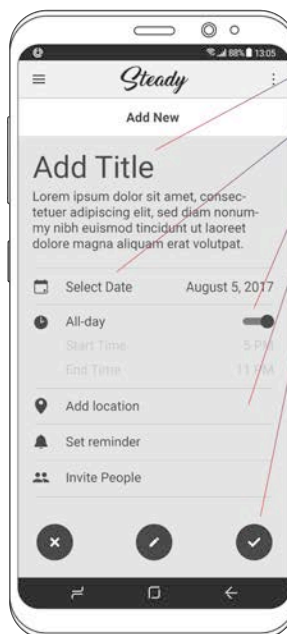 88% 13:05
Steady
Add New
Add Title
Lorem ipsum dolor sit amet, consec-
tetuer adipiscing elit, sed diam nonum-
my nibh euismod tincidunt ut laoreet
dolore magna aliquam erat volutpat.
Select Date August 5, 2017
All-day
Start Time 5 PM
End Time 11 PM
Add location
Set reminder
Invite People